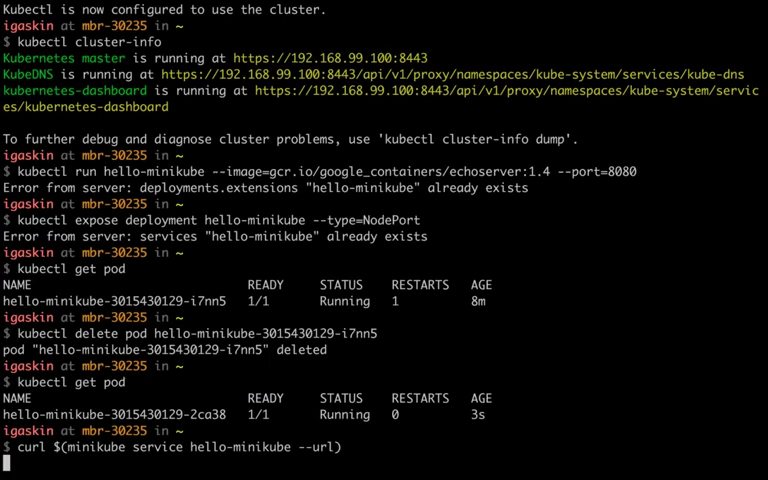 Kubectl is now configured to use the cluster.
igaskin at mbr-30235 in ~
$ kubectl cluster-info
Kubernetes master is running at https://192.168.99.100:8443
KubeDNS is running at https://192.168.99.100:8443/api/v1/proxy/namespaces/kube-system/services/kube-dns
kubernetes-dashboard is running at https://192.168.99.100:8443/api/v1/proxy/namespaces/kube-system/servic
es/kubernetes-dashboard
To further debug and diagnose cluster problems, use 'kubectl cluster-info dump'.
igaskin at mbr-30235 in ~
$ kubectl run hello-minikube --image=gcr.io/google_containers/echoserver:1.4 --port=8080
Error from server: deployments.extensions "hello-minikube" already exists
igaskin at mbr-30235 in ~
$ kubectl expose deployment hello-minikube --type=NodePort
Error from server: services "hello-minikube" already exists
igaskin at mbr-30235 in ~
$ kubectl get pod
NAME READY STATUS RESTARTS AGE
hello-minikube-3015430129-i7nn5 1/1 Running 1 8m
igaskin at mbr-30235 in ~
$ kubectl delete pod hello-minikube-3015430129-i7nn5
pod "hello-minikube-3015430129-i7nn5" deleted
igaskin at mbr-30235 in ~
$ kubectl get pod
NAME READY STATUS RESTARTS AGE
hello-minikube-3015430129-2ca38 1/1 Running 0 3s
igaskin at mbr-30235 in ~
$ curl $(minikube service hello-minikube --url)